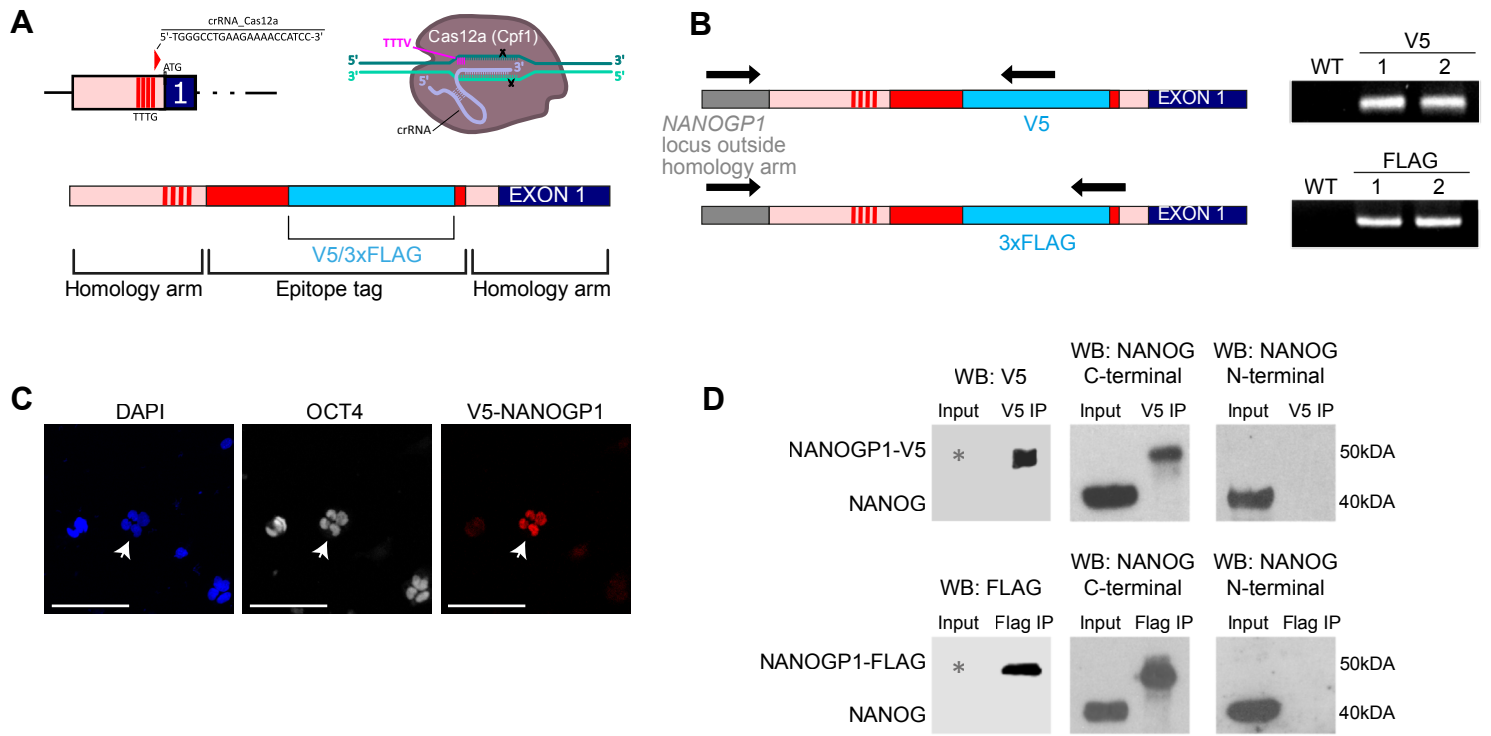 A
crRNA_Cas12a
5'-TGGGCCTGAAGAAAACCATCC-3'
ATG
1
TTTG
Cas12a (Cpf1)
TTTV
x
5'
3'
3'
5'
3'
5'
x
crRNA
EXON 1
V5/3xFLAG
Homology arm
Epitope tag
Homology arm
B
EXON 1
V5
NANOGP1
locus outside
homology arm
EXON 1
3xFLAG
V5
WT
1
2
FLAG
WT
1
2
C
DAPI
OCT4
V5-NANOGP1
D
WB: V5
WB: NANOG
C-terminal
WB: NANOG
N-terminal
Input
V5 IP
Input
V5 IP
Input
V5 IP
NANOGP1-V5
*
50kDA
NANOG
40kDA
WB: FLAG
WB: NANOG
C-terminal
WB: NANOG
N-terminal
Input
Flag IP
Input
Flag IP
Input
Flag IP
NANOGP1-FLAG
*
50kDA
NANOG
40kDA